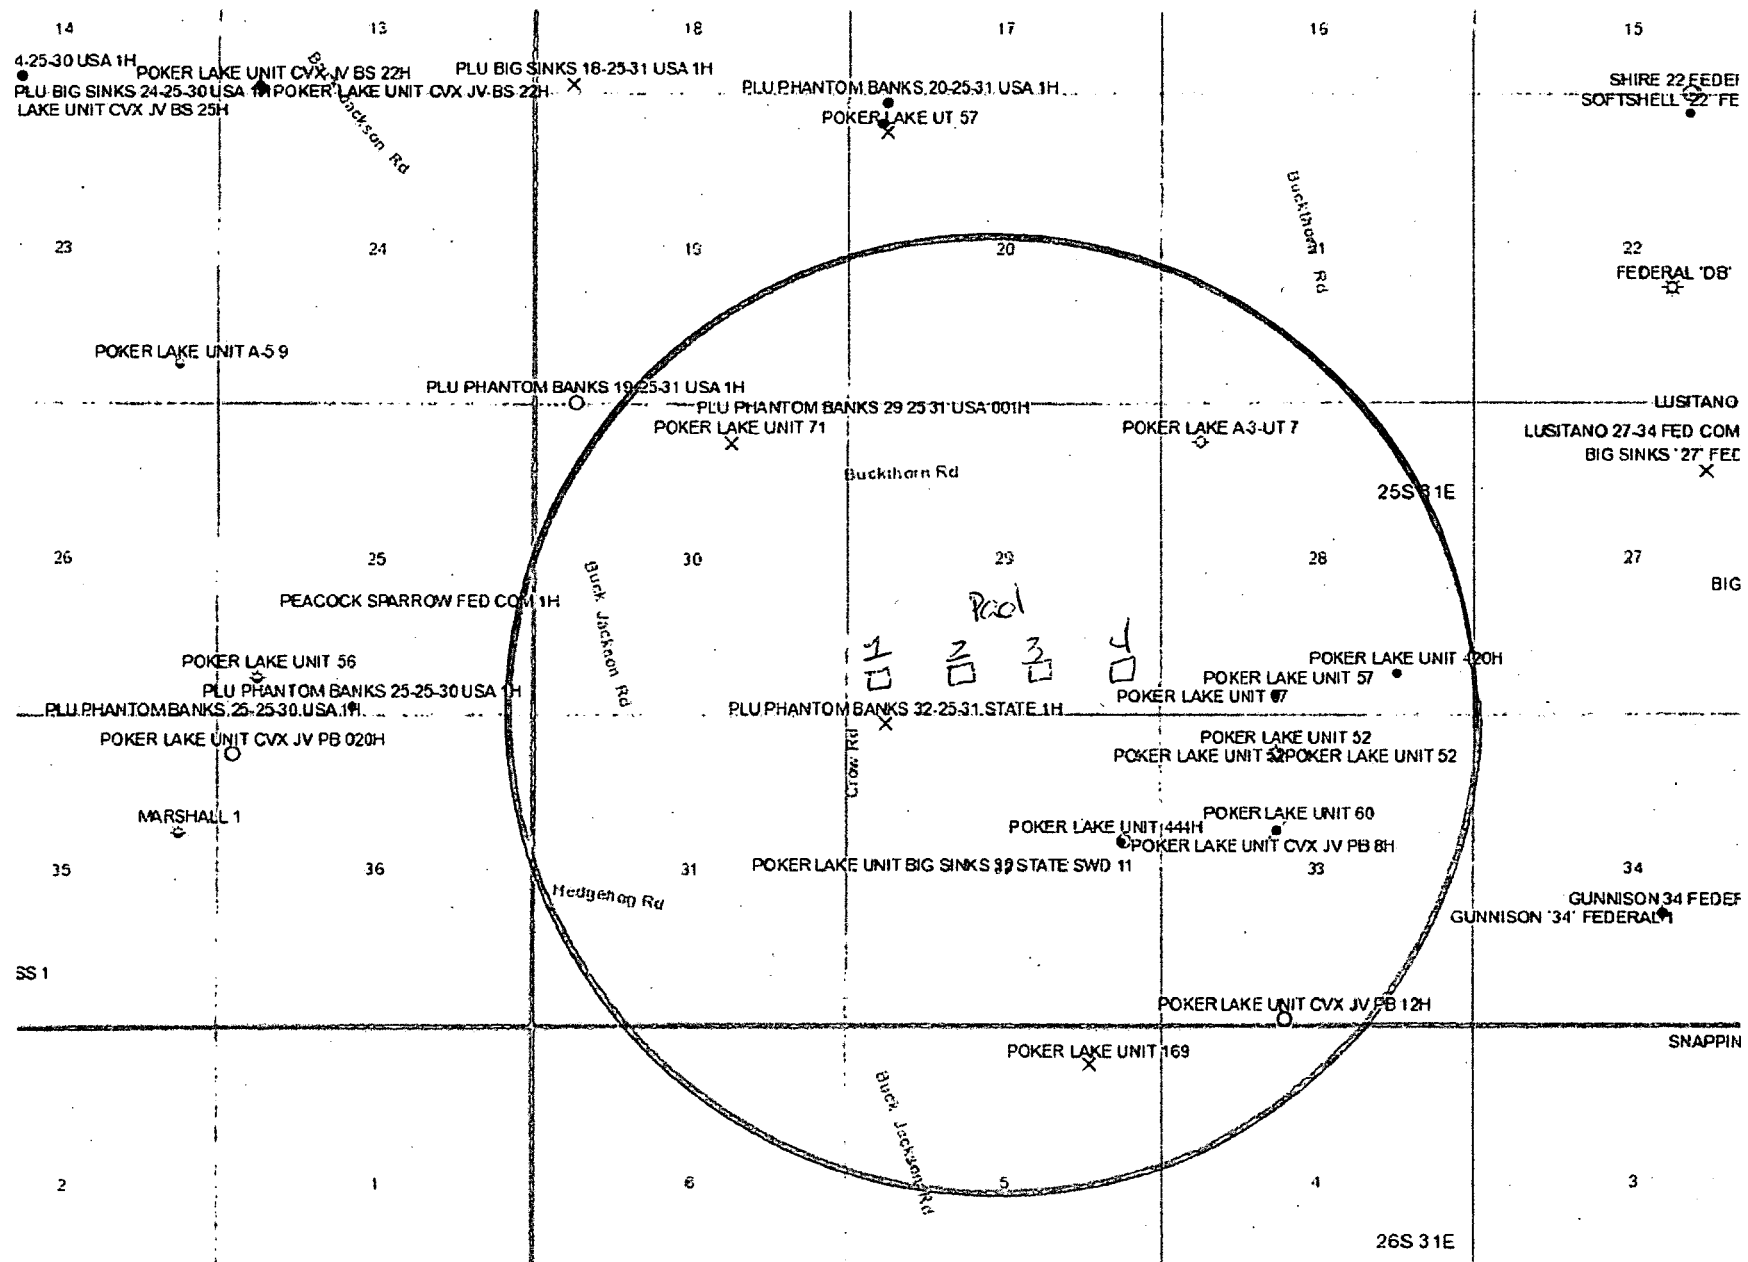 14
13
18
17
16
15
4-25-30 USA 1H
POKER LAKE UNIT CVX JV BS 22H
PLU BIG SINKS 18-25-31 USA 1H
PLU BIG SINKS 24-25-30 USA 1H POKER LAKE UNIT CVX JV BS 22H
LAKE UNIT CVX JV BS 25H
Buck Jackson Rd
PLU PHANTOM BANKS 20-25-31 USA 1H
POKER LAKE UT 57
SHIRE 22 FEDE
SOFTSHELL '22' FE
Buckthorn Rd
23
24
19
20
21
22
FEDERAL 'DB'
POKER LAKE UNIT A-5 9
PLU PHANTOM BANKS 19-25-31 USA 1H
PLU PHANTOM BANKS 29 25 31 USA 001H
LUSITANO
POKER LAKE UNIT 71
POKER LAKE A-3-UT 7
LUSITANO 27-34 FED COM
BIG SINKS '27' FED
Buckthorn Rd
25S 31E
26
25
30
29
28
27
BIG
PEACOCK SPARROW FED COM 1H
Buck Jackson Rd
Pad
1 2 3 4
POKER LAKE UNIT 56
POKER LAKE UNIT 420H
PLU PHANTOM BANKS 25-25-30 USA 1H
POKER LAKE UNIT 57
POKER LAKE UNIT 57
PLU PHANTOM BANKS 25-25-30 USA 1H
PLU PHANTOM BANKS 32-25-31 STATE 1H
POKER LAKE UNIT CVX JV PB 020H
Crow Rd
POKER LAKE UNIT 52
POKER LAKE UNIT 52 POKER LAKE UNIT 52
MARSHALL 1
POKER LAKE UNIT 60
POKER LAKE UNIT 444H
POKER LAKE UNIT CVX JV PB 8H
35
36
31
POKER LAKE UNIT BIG SINKS 32 STATE SWD 11
33
34
Hedgehog Rd
GUNNISON 34 FEDER
GUNNISON '34' FEDERAL 1
SS 1
POKER LAKE UNIT CVX JV PB 12H
POKER LAKE UNIT 169
SNAPPIN
Buck Jackson Rd
2
1
6
5
4
3
26S 31E